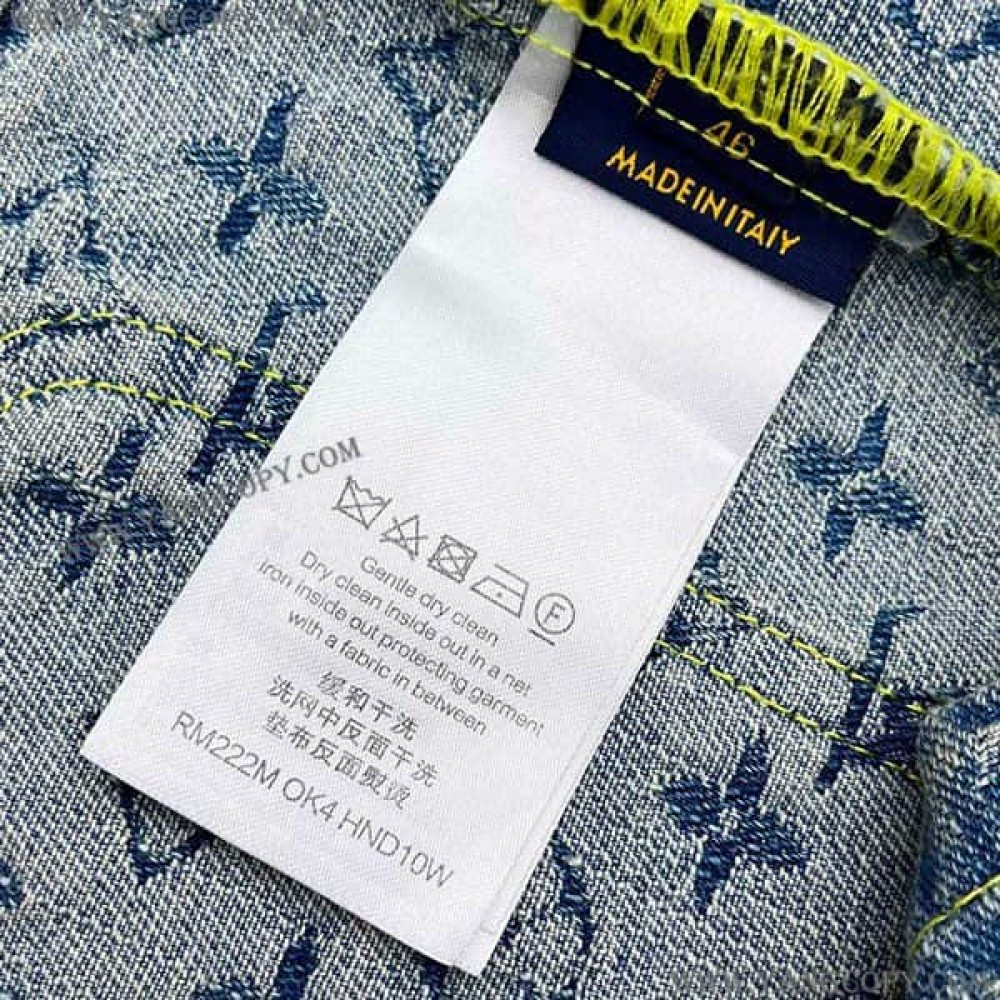 46
MADEINITAIY
F
Gentle dry clean
Dry clean inside out in a net
Iron inside out protecting garment
with a fabric in between
缓和干洗
洗网中反面干洗
垫布反面熨烫
RM222M OK4 HND10W